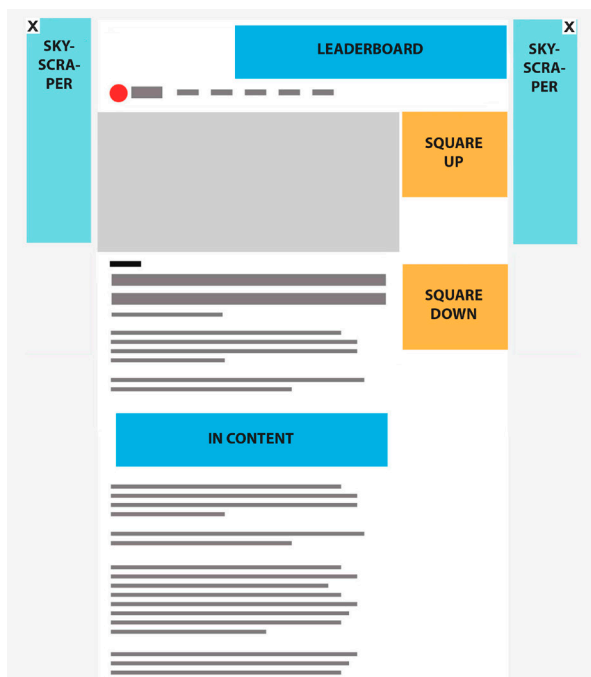 X
SKY-
SCRA-
PER
LEADERBOARD
X
SKY-
SCRA-
PER
SQUARE
UP
SQUARE
DOWN
IN CONTENT